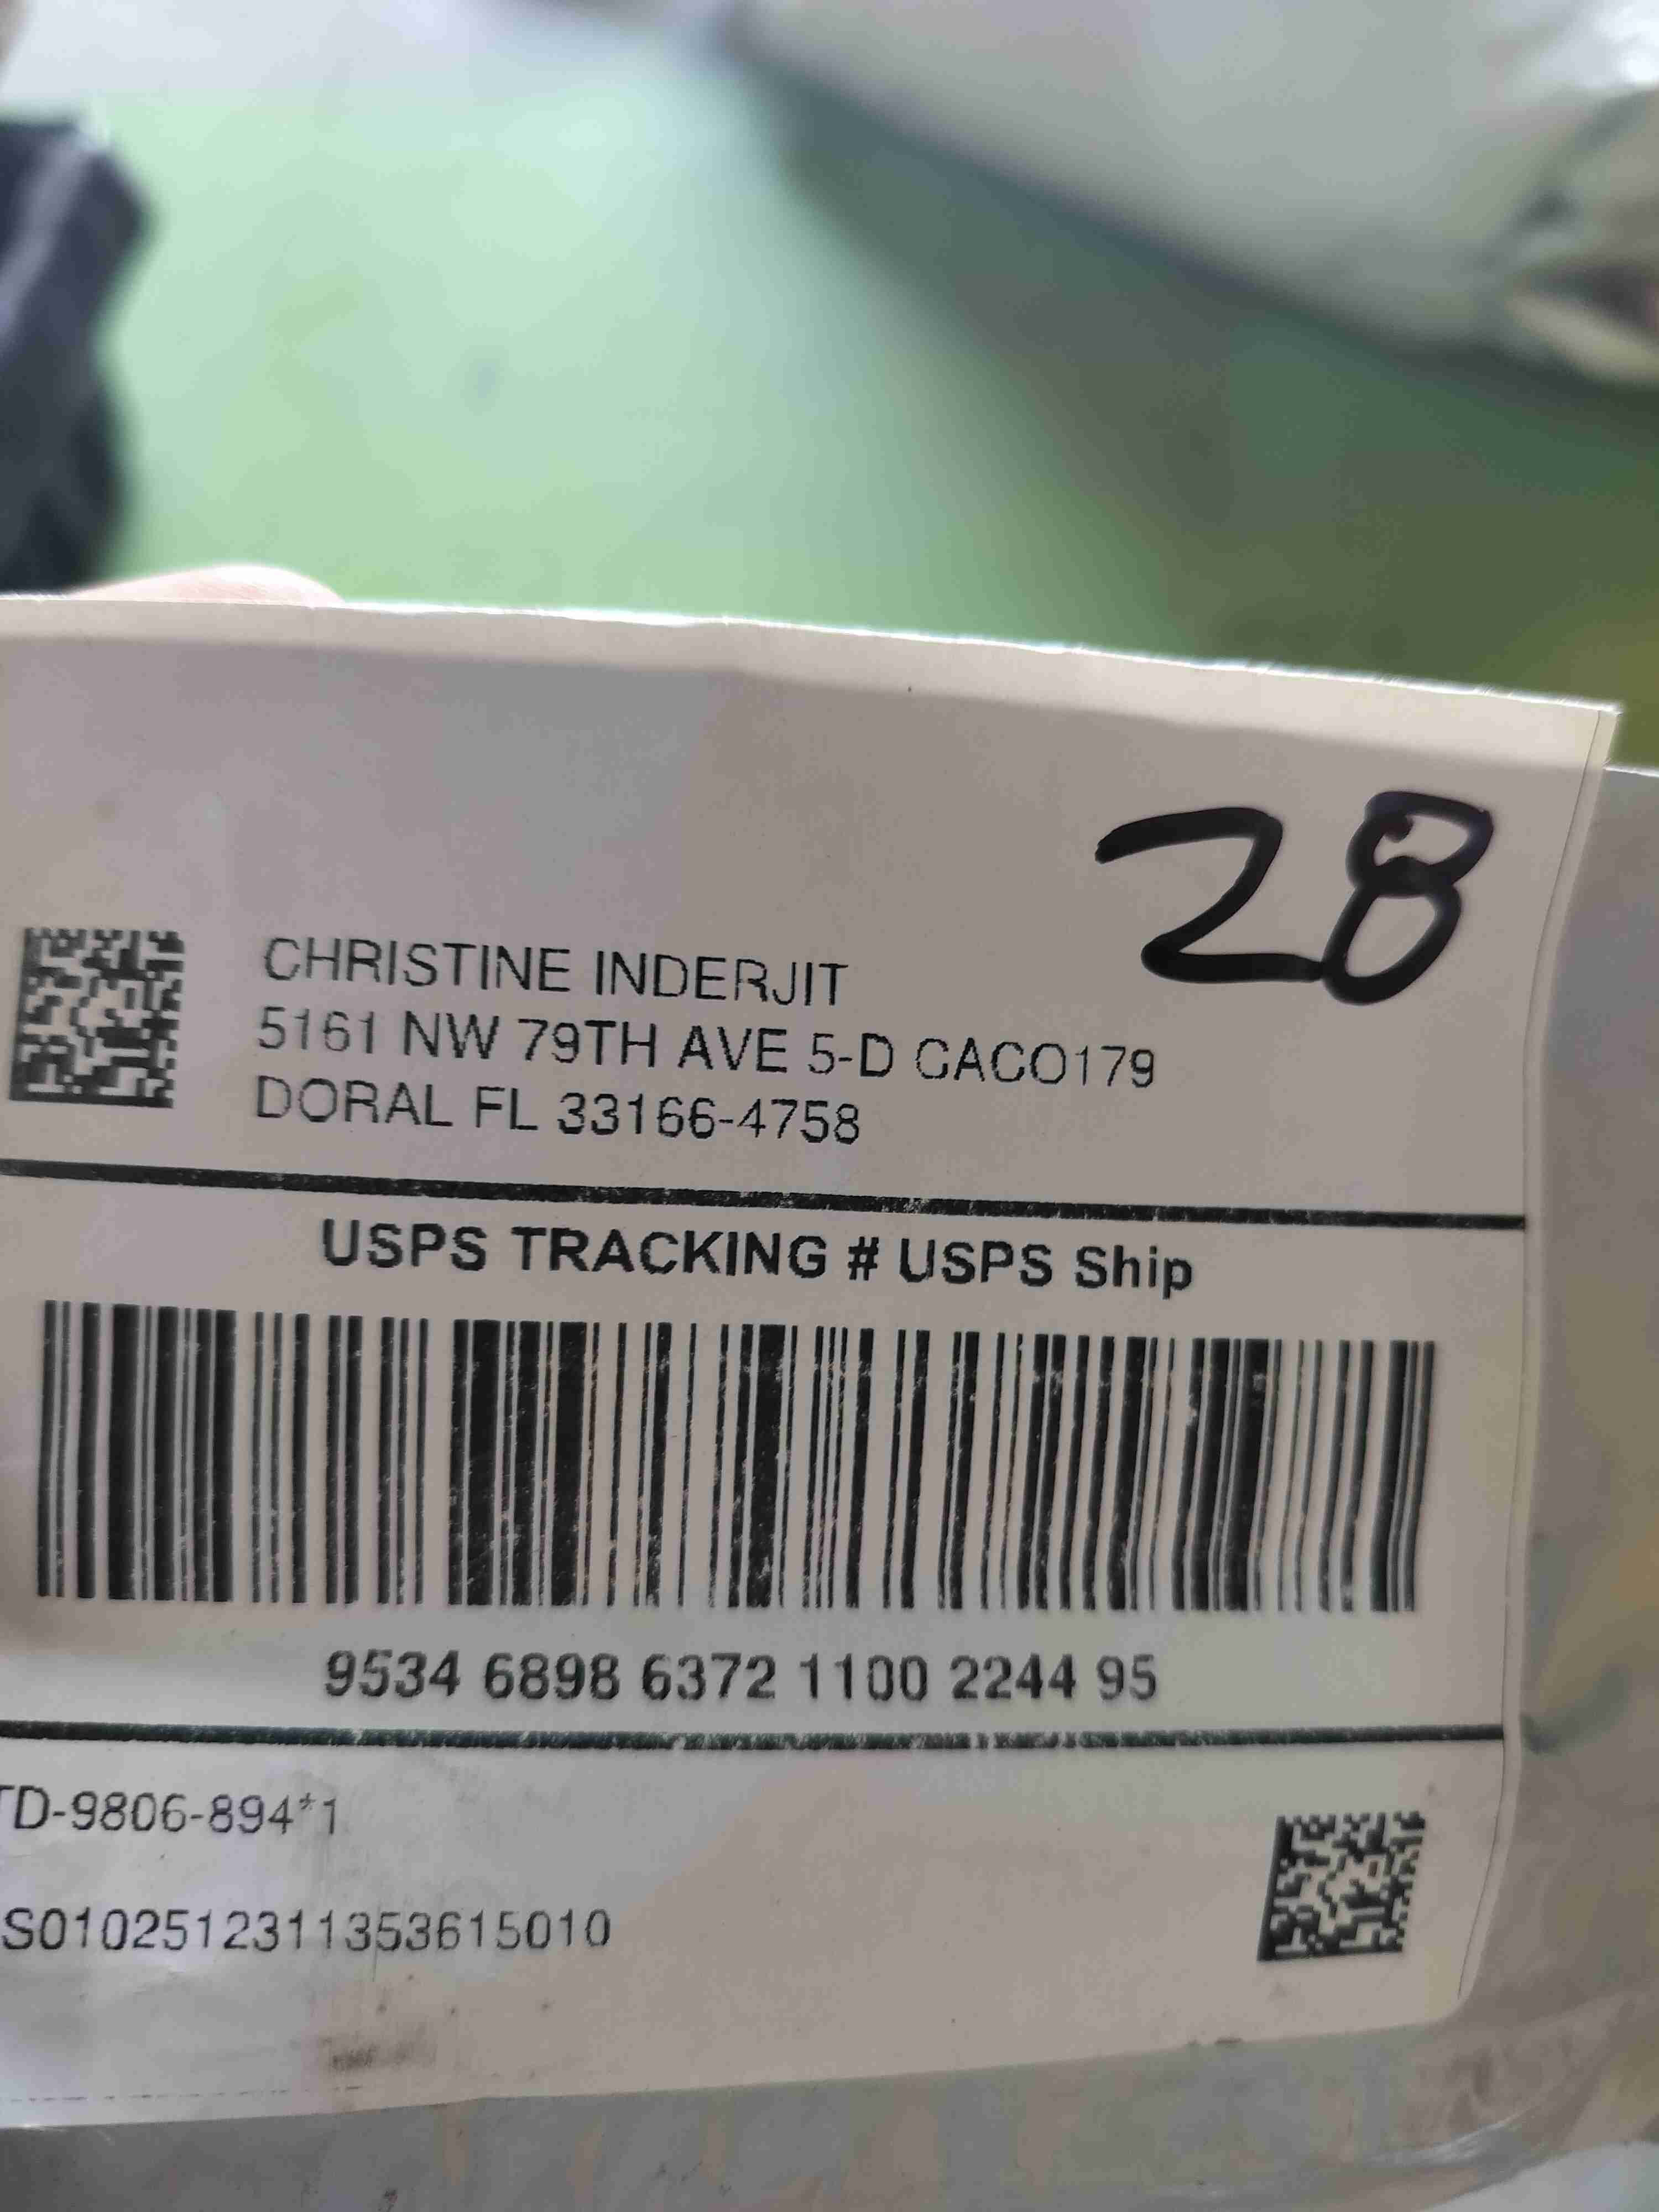 28
CHRISTINE INDERJIT
5161 NW 79TH AVE 5-D CACO179
DORAL FL 33166-4758
USPS TRACKING # USPS Ship
9534 6898 6372 1100 2244 95
TD-9806-894*1
S0102512311353615010